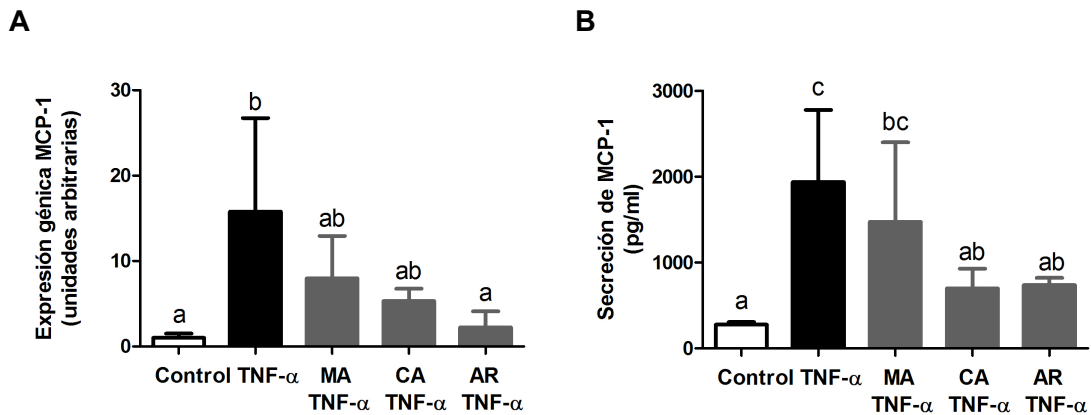 A
Expresión génica MCP-1
(unidades arbitrarias)
30
20
10
0
a
b
ab
ab
a
Control TNF-α MA CA AR
TNF-α TNF-α TNF-α
B
Secreción de MCP-1
(pg/ml)
3000
2000
1000
0
a
c
bc
ab
ab
Control TNF-α MA CA AR
TNF-α TNF-α TNF-α